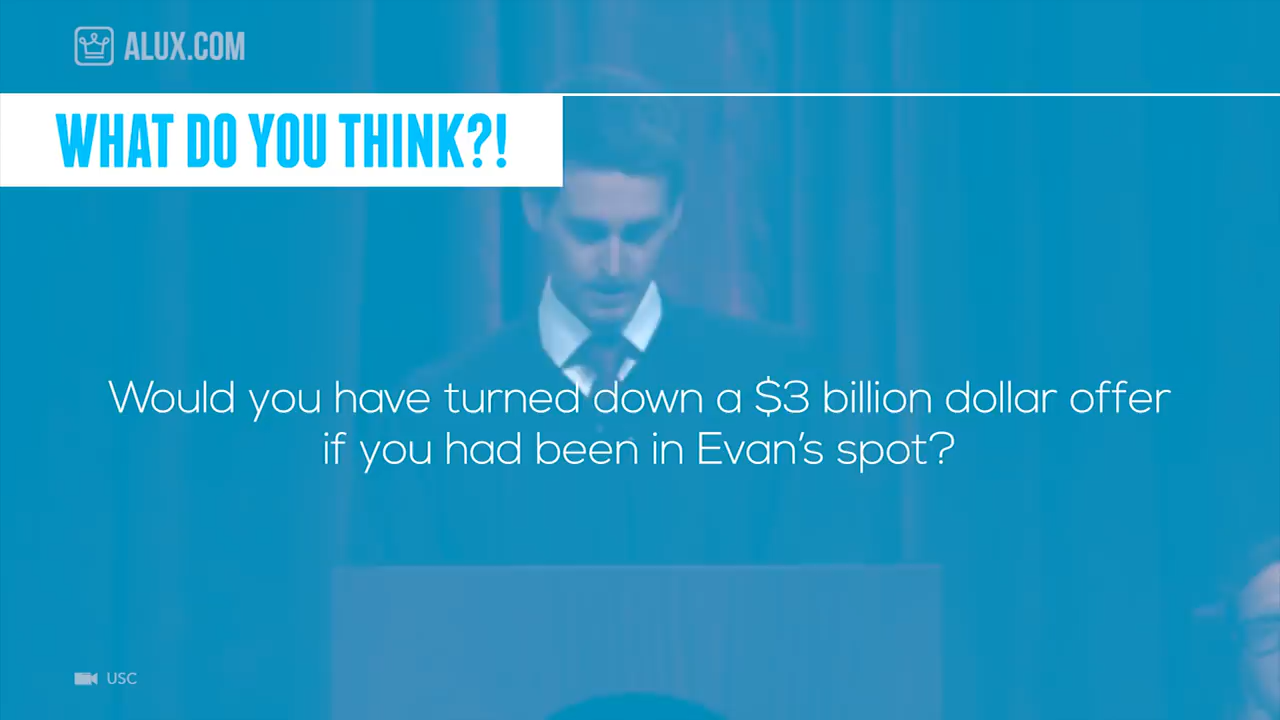 ALUX.COM
WHAT DO YOU THINK?!
Would you have turned down a $3 billion dollar offer
if you had been in Evan's spot?
USC